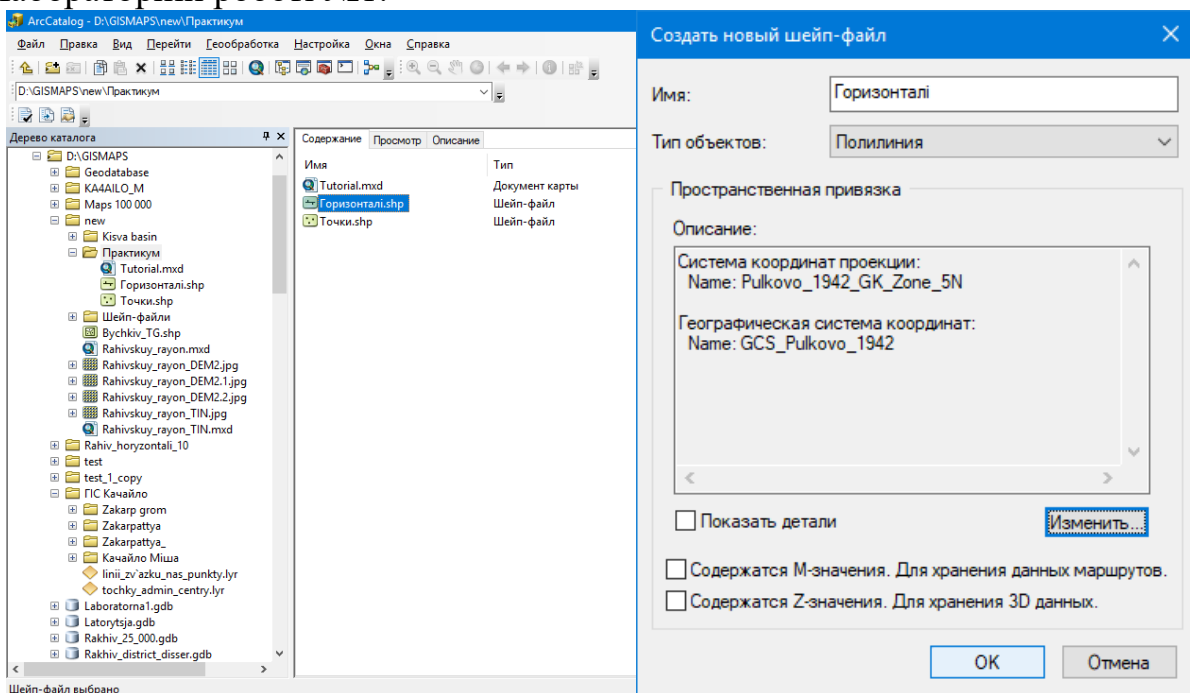 ArcCatalog - D:\GISMAPS\new\Практикум
Файл Правка Вид Перейти Геообработка Настройка Окна Справка
D:\GISMAPS\new\Практикум
Дерево каталога
D:\GISMAPS
Geodatabase
KA4AILO_M
Maps 100 000
new
Kisva basin
Практикум
Tutorial.mxd
Горизонталі.shp
Точки.shp
Шейп-файли
Bychkiv_TG.shp
Rahivskuy_rayon.mxd
Rahivskuy_rayon_DEM2.jpg
Rahivskuy_rayon_DEM2.1.jpg
Rahivskuy_rayon_DEM2.2.jpg
Rahivskuy_rayon_TIN.jpg
Rahivskuy_rayon_TIN.mxd
Rahiv_horyzontali_10
test
test_1_copy
ГІС Качайло
Zakarp grom
Zakarpattya
Zakarpattya_
Качайло Міша
linii_zv`azku_nas_punkty.lyr
tochky_admin_centry.lyr
Laboratorna1.gdb
Latorytsja.gdb
Rakhiv_25_000.gdb
Rakhiv_district_disser.gdb
Шейп-файл выбрано
Содержание Просмотр Описание
Имя Тип
Tutorial.mxd Документ карты
Горизонталі.shp Шейп-файл
Точки.shp Шейп-файл
Создать новый шейп-файл
Имя: Горизонталі
Тип объектов: Полилиния
Пространственная привязка
Описание:
Система координат проекции:
Name: Pulkovo_1942_GK_Zone_5N
Географическая система координат:
Name: GCS_Pulkovo_1942
Показать детали Изменить...
Содержатся M-значения. Для хранения данных маршрутов.
Содержатся Z-значения. Для хранения 3D данных.
OK Отмена